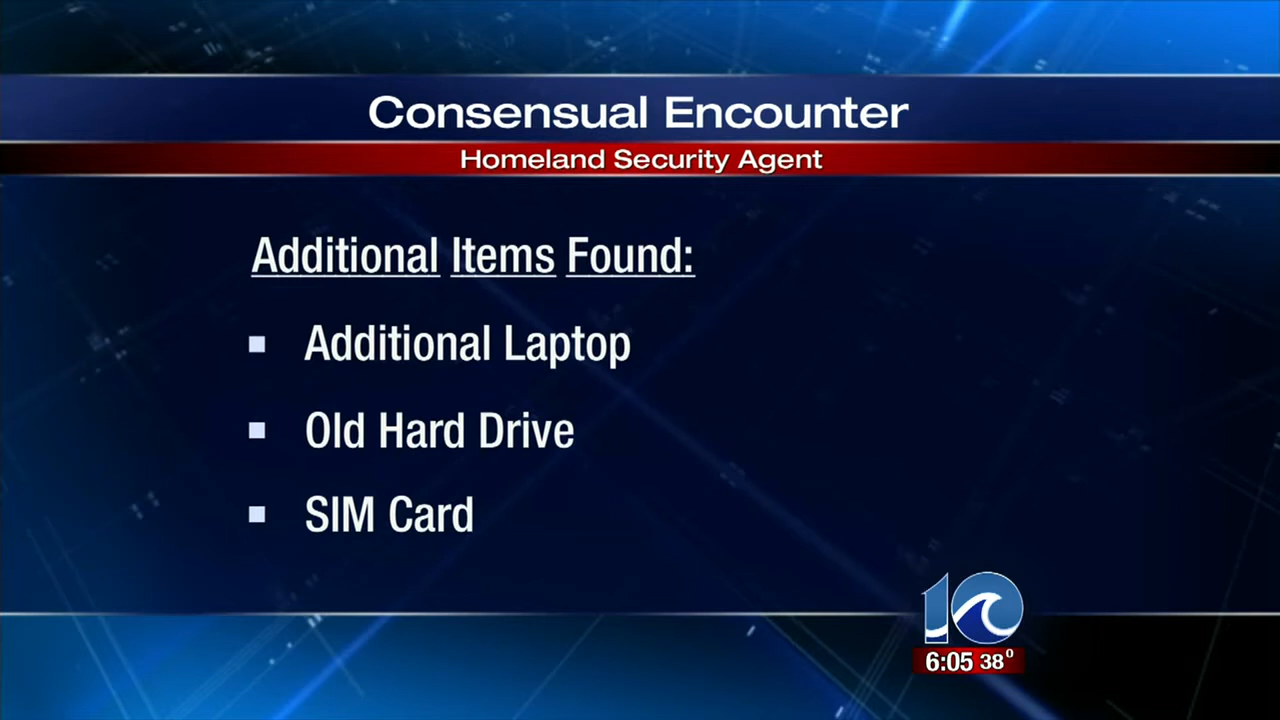 Consensual Encounter
Homeland Security Agent
Additional Items Found:
Additional Laptop
Old Hard Drive
SIM Card
10
6:05 38°